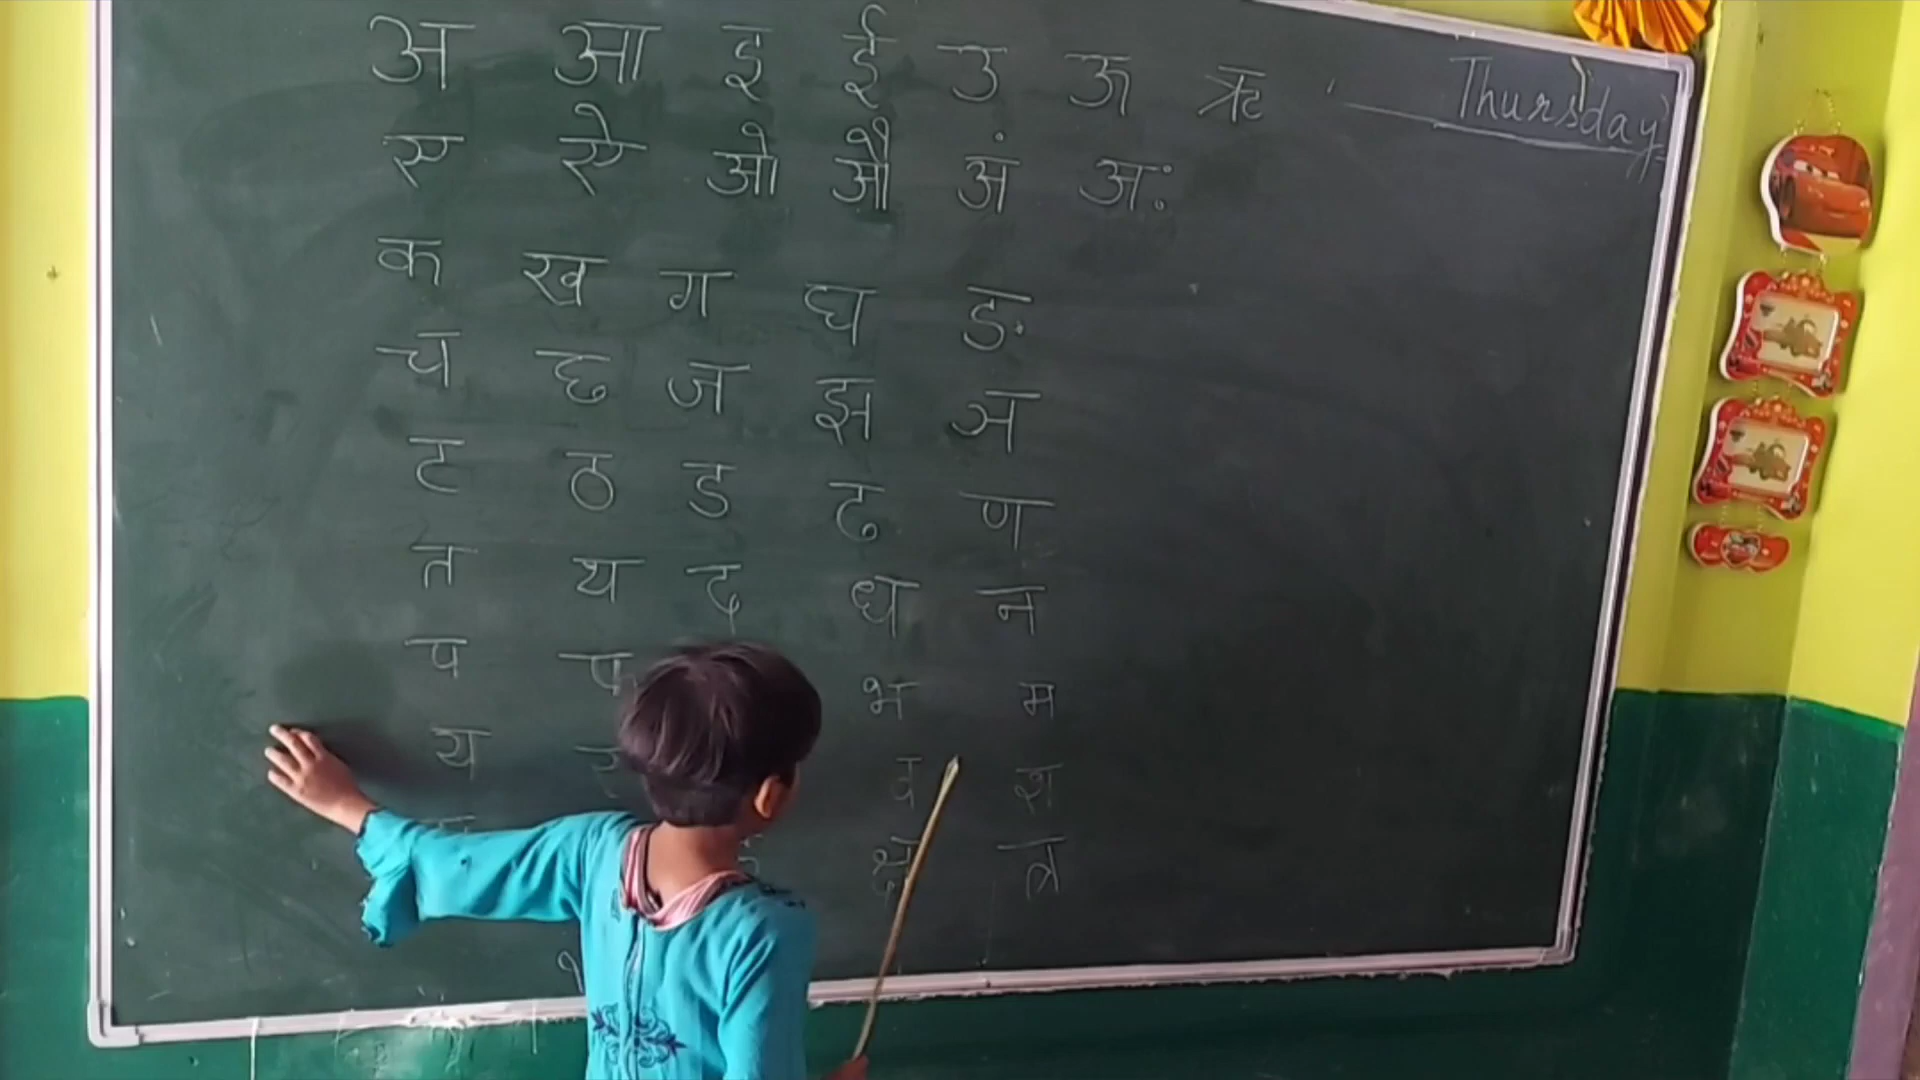 अ आ इ ई उ ऊ ऋ Thursday
ए ऐ ओ औ अं अः
क ख ग घ ङ
च छ ज झ ञ
ट ठ ड ढ ण
त थ द ध न
प फ भ म
य व श
क्ष त्र